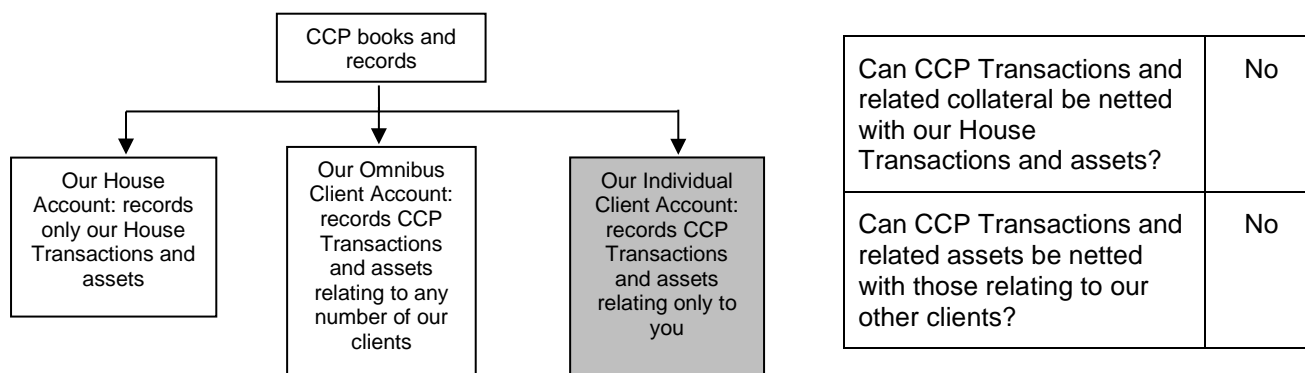 CCP books and
records
Our House
Account: records
only our House
Transactions and
assets
Our Omnibus
Client Account:
records CCP
Transactions
and assets
relating to any
number of our
clients
Our Individual
Client Account:
records CCP
Transactions
and assets
relating only to
you
Can CCP Transactions and
related collateral be netted
with our House
Transactions and assets?
No
Can CCP Transactions and
related assets be netted
with those relating to our
other clients?
No